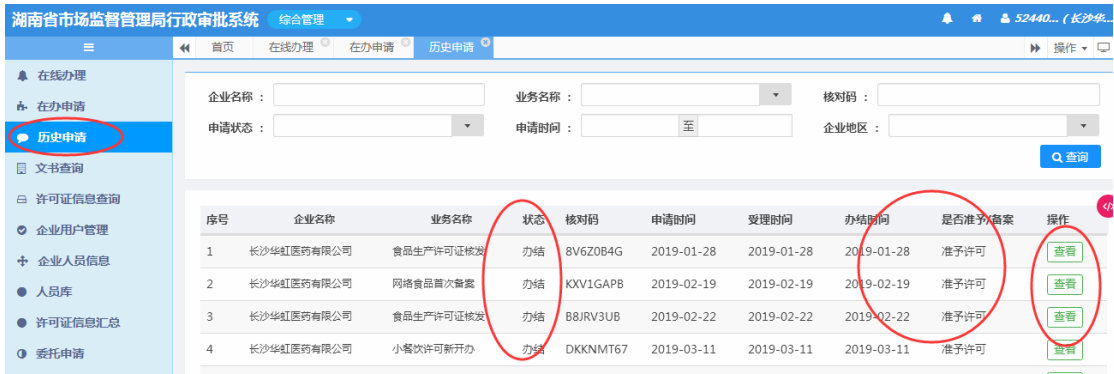 湖南省市场监督管理局行政审批系统 综合管理 52440... (长沙华...
首页 在线办理 在办申请 历史申请 操作
在线办理
在办申请
历史申请
文书查询
许可证信息查询
企业用户管理
企业人员信息
人员库
许可证信息汇总
委托申请
企业名称 : 业务名称 : 核对码 :
申请状态 : 申请时间 : 至 企业地区 :
查询
序号 企业名称 业务名称 状态 核对码 申请时间 受理时间 办结时间 是否准予/备案 操作
1 长沙华虹医药有限公司 食品生产许可证核发 办结 8V6Z0B4G 2019-01-28 2019-01-28 2019-01-28 准予许可 查看
2 长沙华虹医药有限公司 网络食品首次备案 办结 KXV1GAPB 2019-02-19 2019-02-19 2019-02-19 准予许可 查看
3 长沙华虹医药有限公司 食品生产许可证核发 办结 B8JRV3UB 2019-02-22 2019-02-22 2019-02-22 准予许可 查看
4 长沙华虹医药有限公司 小餐饮许可新开办 办结 DKKNMT67 2019-03-11 2019-03-11 2019-03-11 准予许可 查看